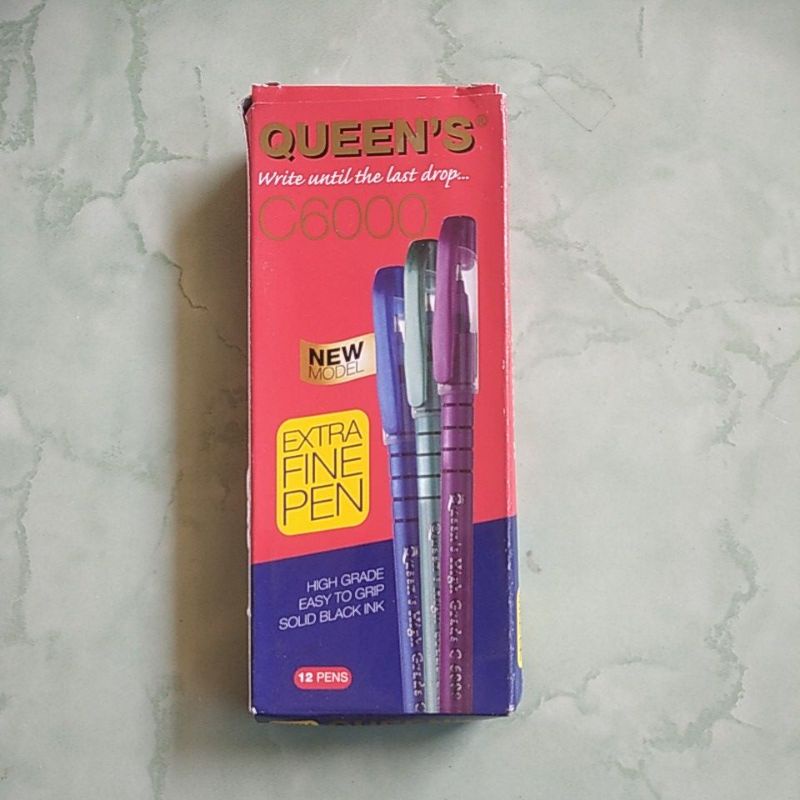 QUEEN'S®
Write until the last drop...
C6000
NEW
MODEL
EXTRA
FINE
PEN
HIGH GRADE
EASY TO GRIP
SOLID BLACK INK
12 PENS